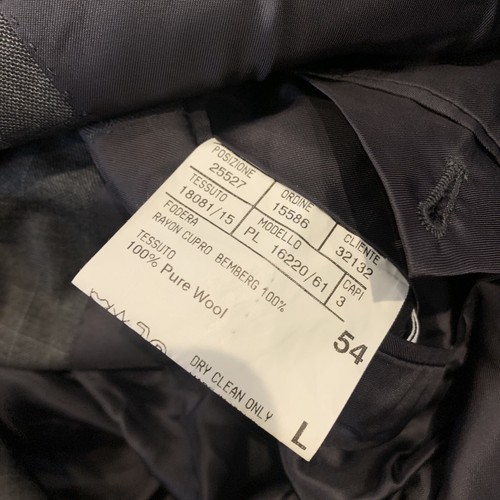 POSIZIONE ORDINE CLIENTE
25527 15586 32132
TESSUTO MODELLO CAPI
18081/15 PL 16220/61 3
FODERA
RAYON CUPRO BEMBERG 100%
TESSUTO
100% Pure Wool
54
DRY CLEAN ONLY
L